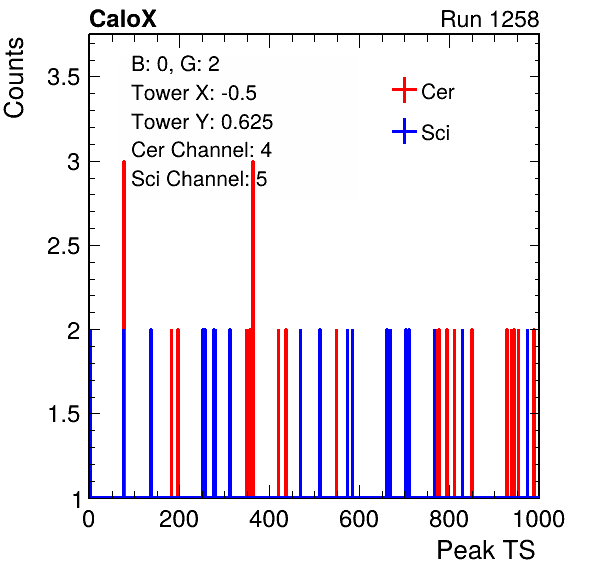 CaloX Run 1258
Counts
B: 0, G: 2
Tower X: -0.5
Tower Y: 0.625
Cer Channel: 4
Sci Channel: 5
Cer
Sci
3.5
3
2.5
2
1.5
1
0 200 400 600 800 1000
Peak TS